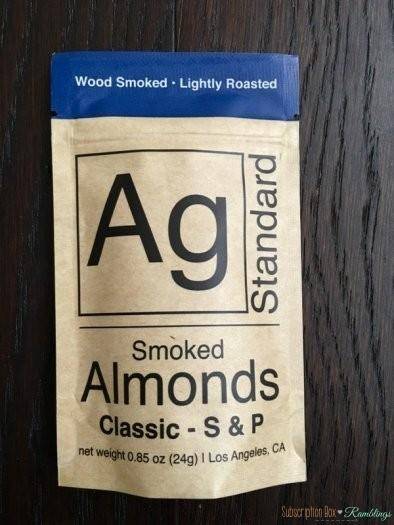 Wood Smoked • Lightly Roasted
Ag
Standard
Smoked
Almonds
Classic - S & P
net weight 0.85 oz (24g) | Los Angeles, CA
Subscription Box ♥ Ramblings